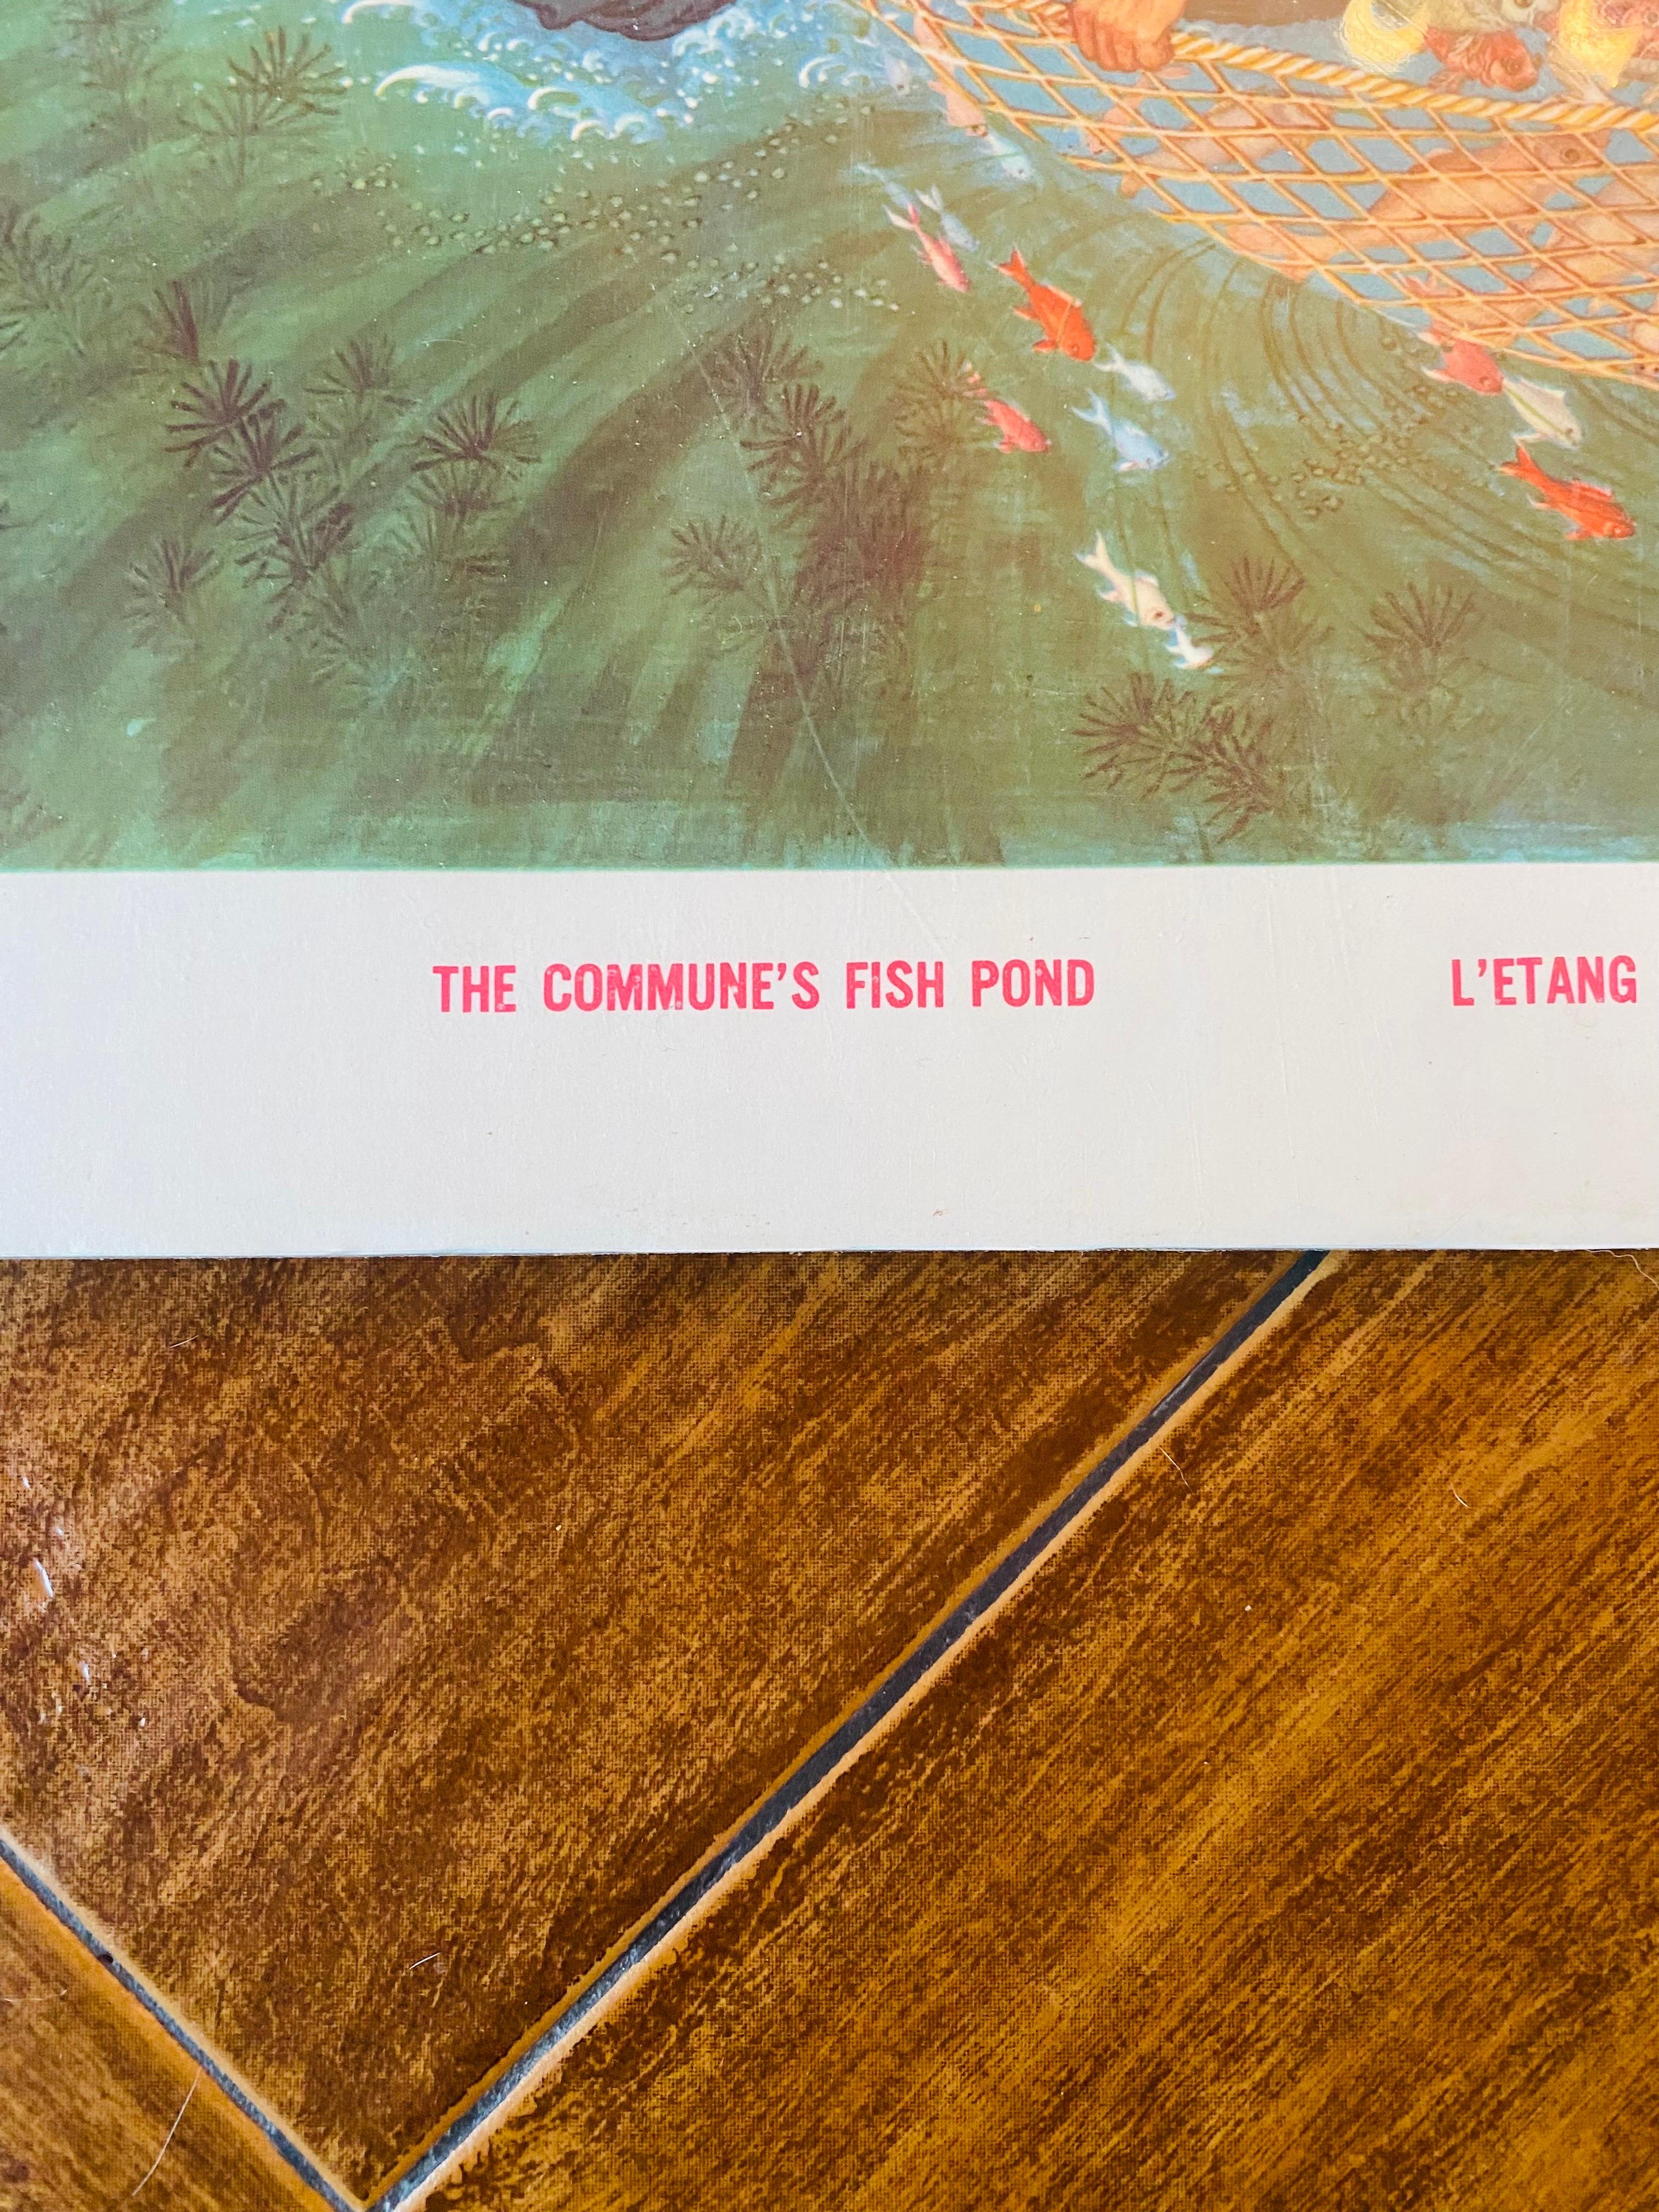 THE COMMUNE'S FISH POND L'ETANG